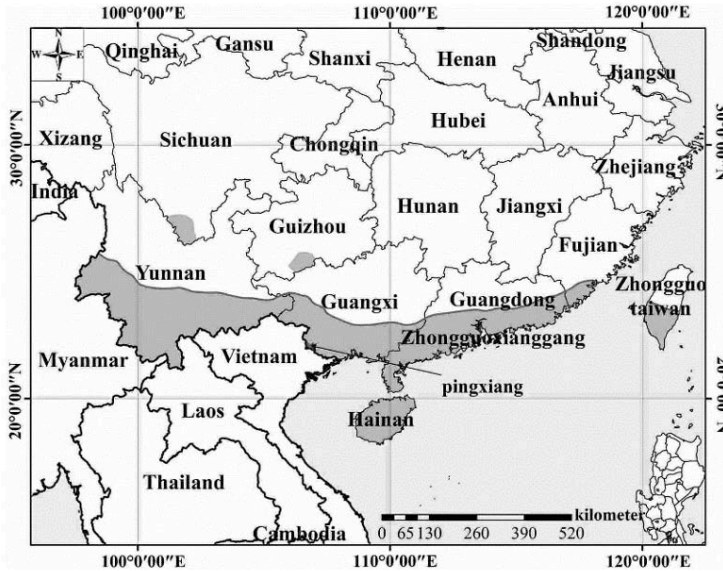 100°0'0"E 110°0'0"E 120°0'0"E
N
W E
S
Qinghai
Gansu
Shanxi
Henan
Shandong
Jiangsu
Anhui
Hubei
Xizang
Sichuan
Chongqin
30°0'0"N
30°0'0"N
Zhejiang
India
Guizhou
Hunan
Jiangxi
Fujian
Yunnan
Guangxi
Guangdong
Zhongguo
taiwan
Zhongguoxianggang
Myanmar
Vietnam
pingxiang
20°0'0"N
20°0'0"N
Laos
Hainan
Thailand
Cambodia
kilometer
0 65 130 260 390 520
100°0'0"E 110°0'0"E 120°0'0"E